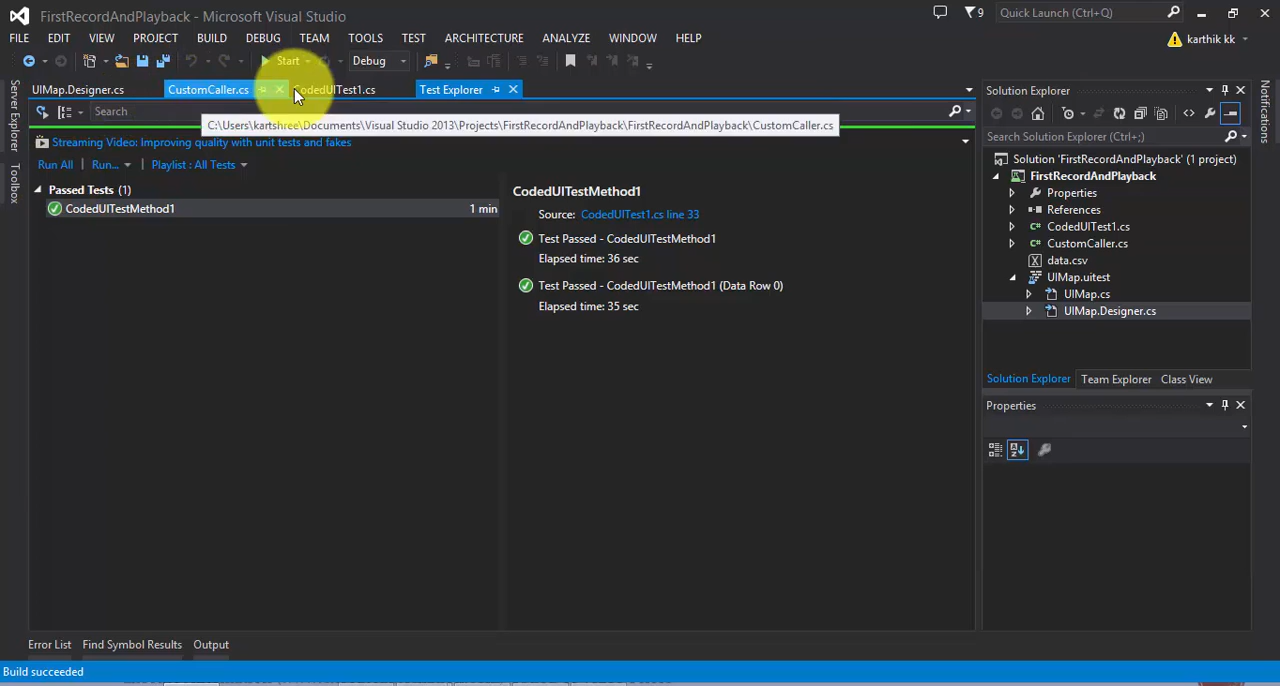 FirstRecordAndPlayback - Microsoft Visual Studio
9
Quick Launch (Ctrl+Q)
FILE EDIT VIEW PROJECT BUILD DEBUG TEAM TOOLS TEST ARCHITECTURE ANALYZE WINDOW HELP
karthik kk
Start
Debug
UIMap.Designer.cs
CustomCaller.cs
CodedUITest1.cs
Test Explorer
Search
C:\Users\kartshree\Documents\Visual Studio 2013\Projects\FirstRecordAndPlayback\FirstRecordAndPlayback\CustomCaller.cs
Streaming Video: Improving quality with unit tests and fakes
Run All | Run... | Playlist : All Tests
Passed Tests (1)
CodedUITestMethod1 1 min
CodedUITestMethod1
Source: CodedUITest1.cs line 33
Test Passed - CodedUITestMethod1
Elapsed time: 36 sec
Test Passed - CodedUITestMethod1 (Data Row 0)
Elapsed time: 35 sec
Server Explorer
Toolbox
Solution Explorer
Search Solution Explorer (Ctrl+;)
Solution 'FirstRecordAndPlayback' (1 project)
FirstRecordAndPlayback
Properties
References
CodedUITest1.cs
CustomCaller.cs
data.csv
UIMap.uitest
UIMap.cs
UIMap.Designer.cs
Solution Explorer Team Explorer Class View
Properties
Notifications
Error List Find Symbol Results Output
Build succeeded